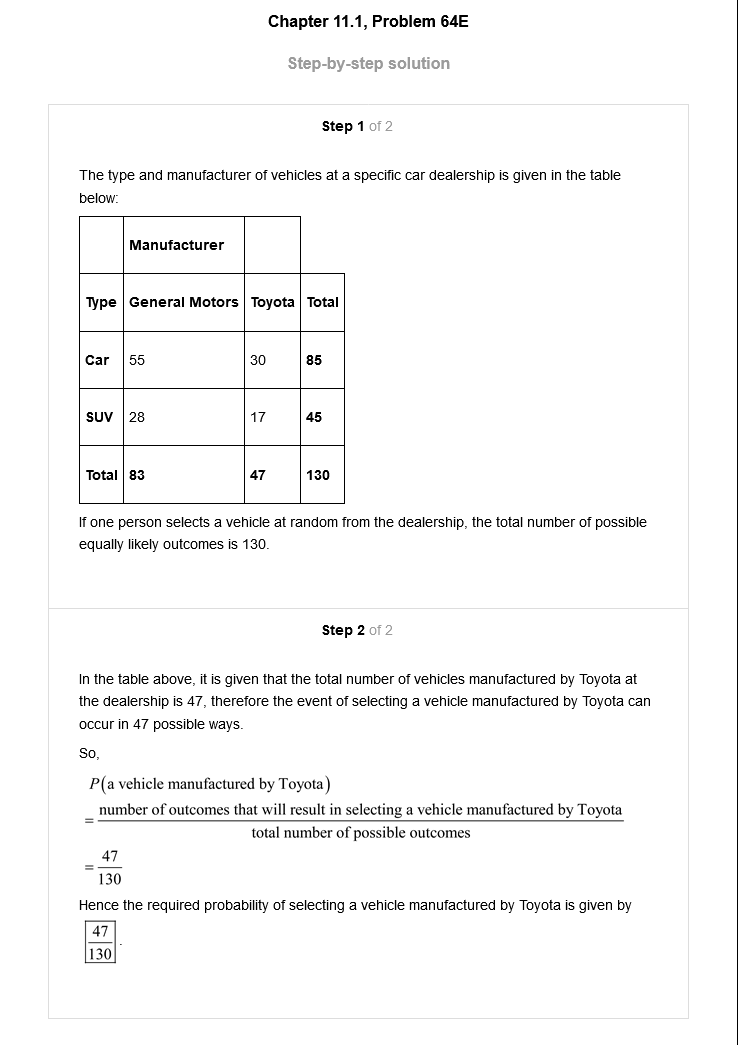 Chapter 11.1, Problem 64E
Step-by-step solution
Step 1 of 2
The type and manufacturer of vehicles at a specific car dealership is given in the table
below:
Manufacturer
Type General Motors Toyota Total
Car 55 30 85
SUV 28 17 45
Total 83 47 130
If one person selects a vehicle at random from the dealership, the total number of possible
equally likely outcomes is 130.
Step 2 of 2
In the table above, it is given that the total number of vehicles manufactured by Toyota at
the dealership is 47, therefore the event of selecting a vehicle manufactured by Toyota can
occur in 47 possible ways.
So,
P(a vehicle manufactured by Toyota)
number of outcomes that will result in selecting a vehicle manufactured by Toyota
=
total number of possible outcomes
47
=
130
Hence the required probability of selecting a vehicle manufactured by Toyota is given by
47
.
130